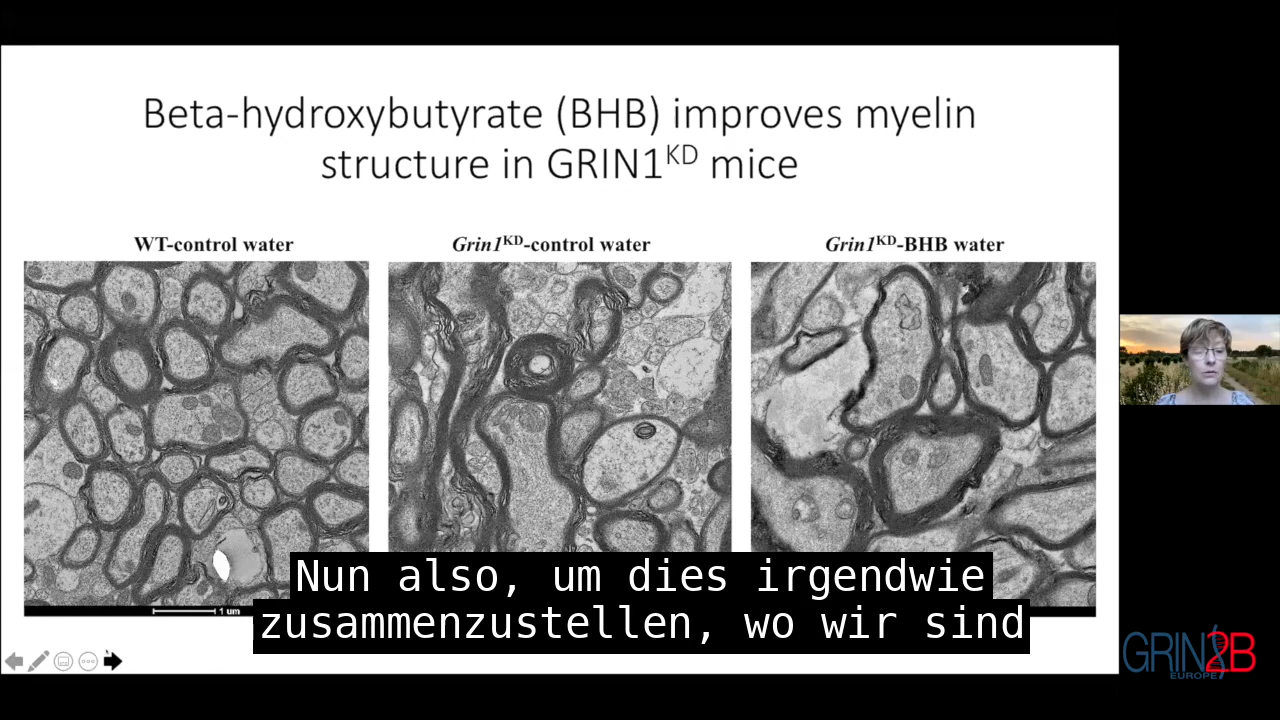 Beta-hydroxybutyrate (BHB) improves myelin
structure in GRIN1KD mice
WT-control water
Grin1KD-control water
Grin1KD-BHB water
1 um
Nun also, um dies irgendwie
zusammenzustellen, wo wir sind
GRIN2B
EUROPE